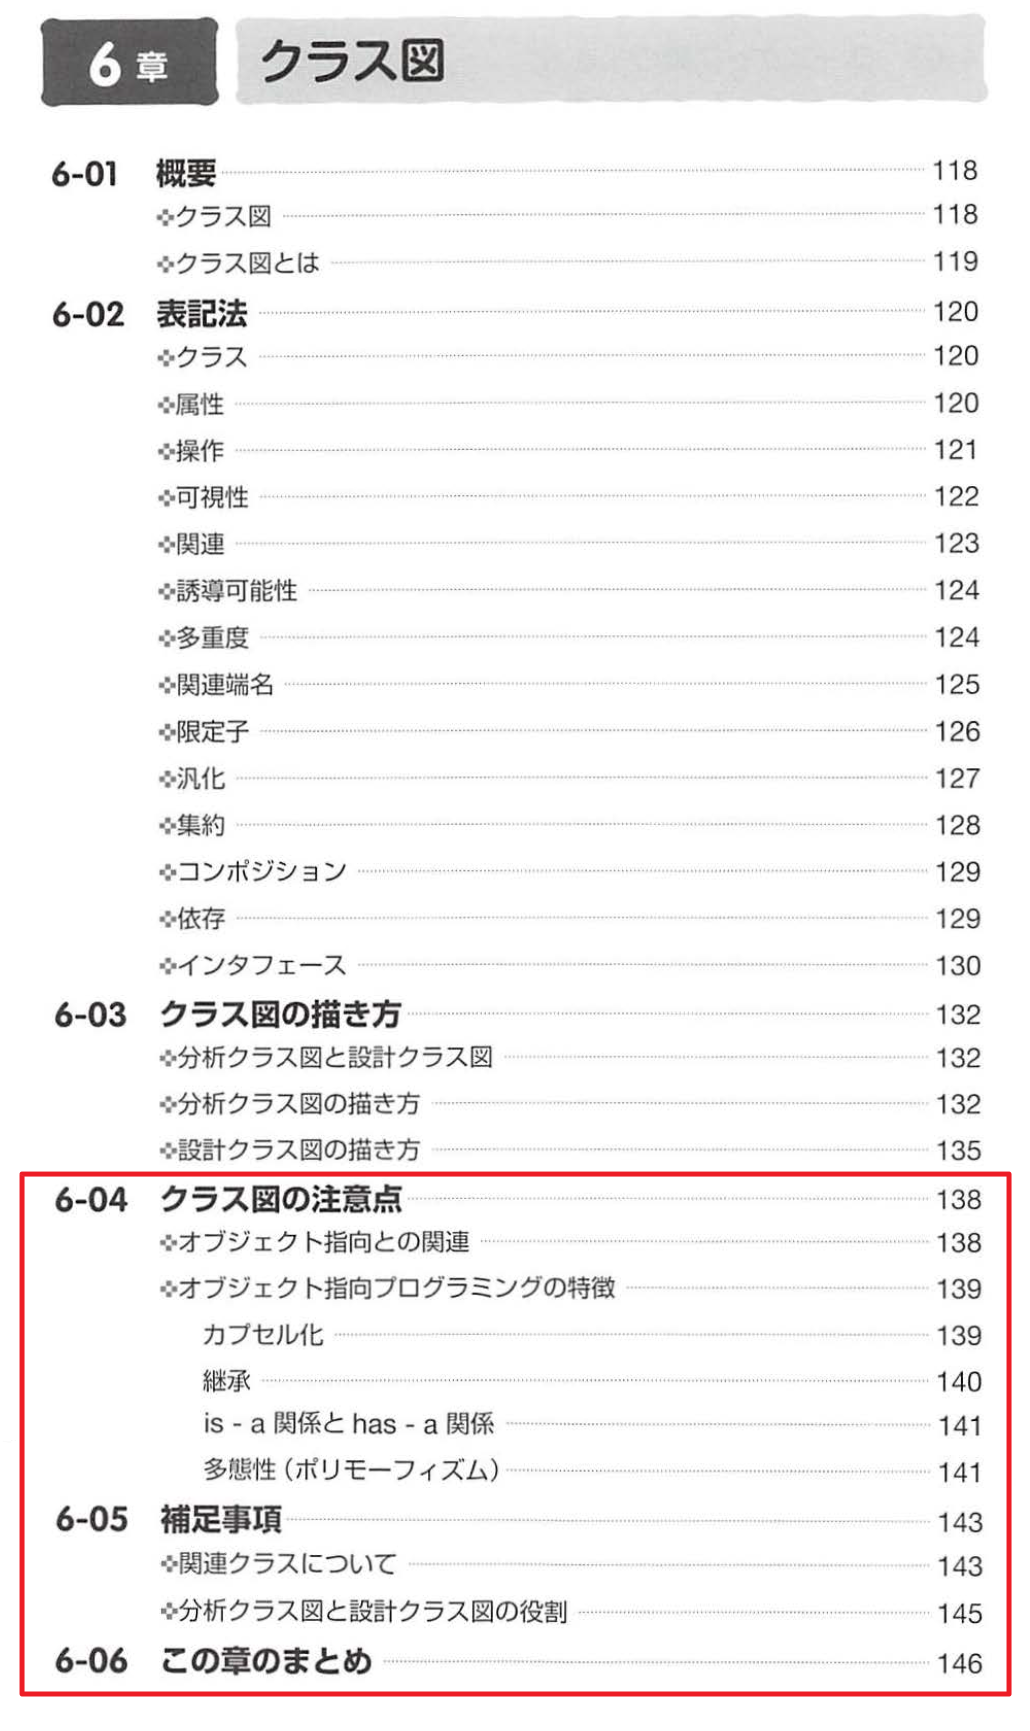 6章 クラス図
6-01 概要 118
クラス図 118
クラス図とは 119
6-02 表記法 120
クラス 120
属性 120
操作 121
可視性 122
関連 123
誘導可能性 124
多重度 124
関連端名 125
限定子 126
汎化 127
集約 128
コンポジション 129
依存 129
インタフェース 130
6-03 クラス図の描き方 132
分析クラス図と設計クラス図 132
分析クラス図の描き方 132
設計クラス図の描き方 135
6-04 クラス図の注意点 138
オブジェクト指向との関連 138
オブジェクト指向プログラミングの特徴 139
カプセル化 139
継承 140
is - a 関係と has - a 関係 141
多態性（ポリモーフィズム） 141
6-05 補足事項 143
関連クラスについて 143
分析クラス図と設計クラス図の役割 145
6-06 この章のまとめ 146